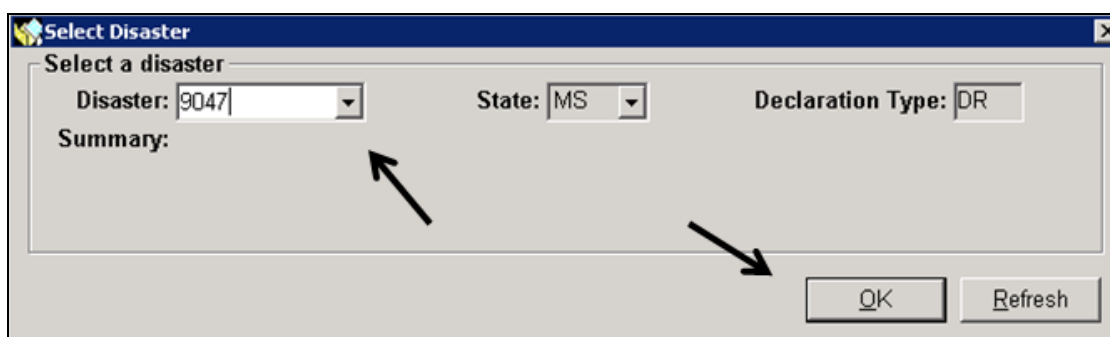 Select Disaster
Select a disaster
Disaster: 9047 State: MS Declaration Type: DR
Summary:
OK Refresh